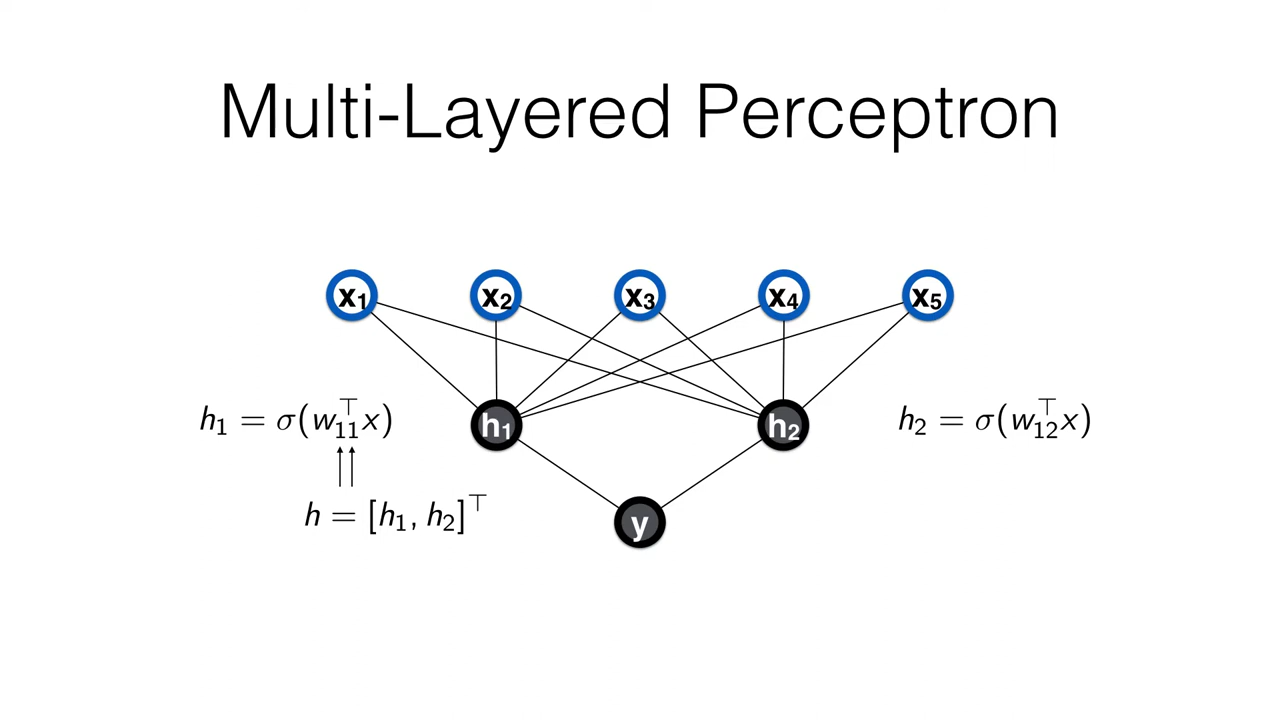 Multi-Layered Perceptron
x₁ x₂ x₃ x₄ x₅
h₁ = σ(w₁₁⊤x) h₁ h₂ h₂ = σ(w₁₂⊤x)
h = [h₁, h₂]⊤ y